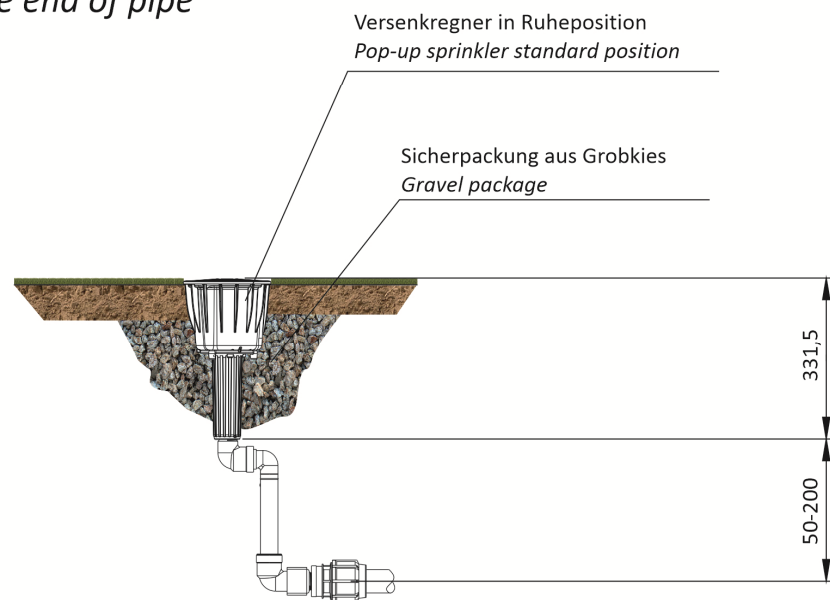 end of pipe
Versenkregner in Ruheposition
Pop-up sprinkler standard position
Sicherpackung aus Grobkies
Gravel package
331,5
50-200